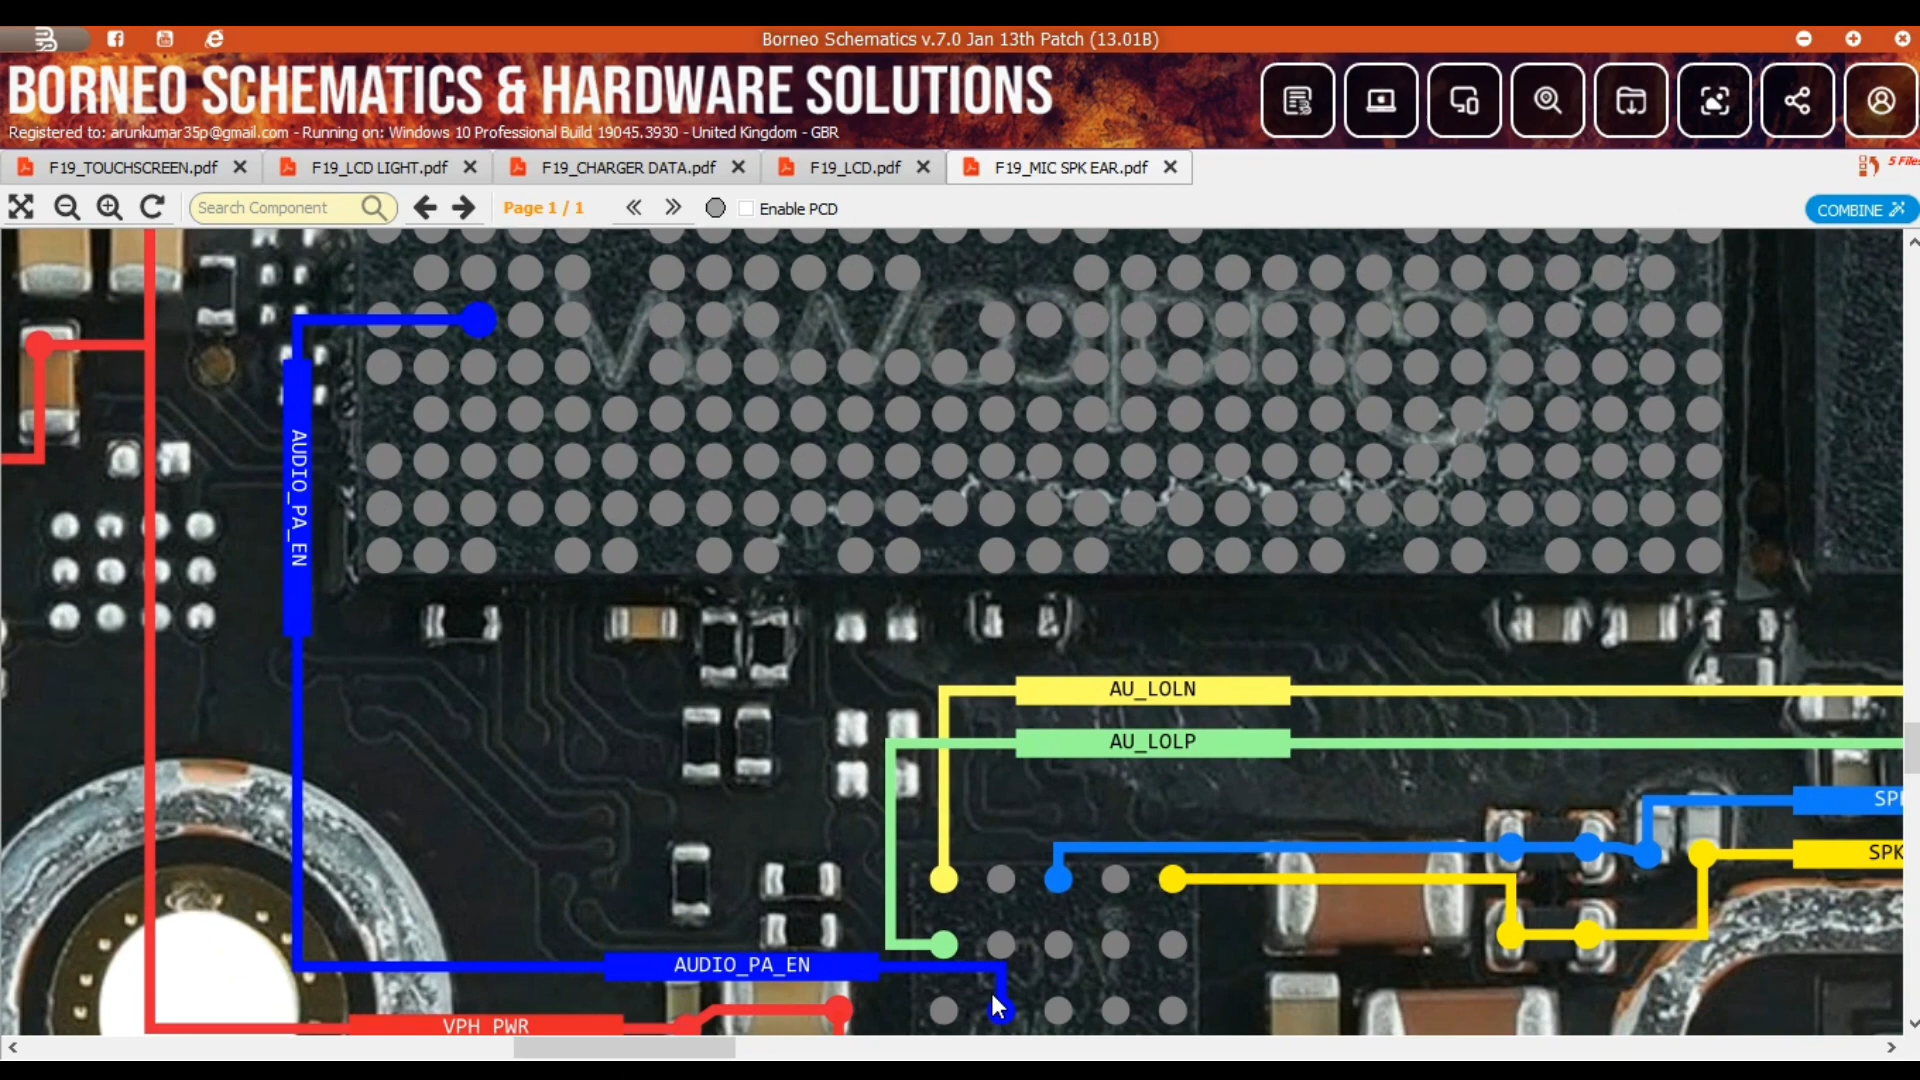 Borneo Schematics v.7.0 Jan 13th Patch (13.01B)
BORNEO SCHEMATICS & HARDWARE SOLUTIONS
Registered to: arunkumar35p@gmail.com - Running on: Windows 10 Professional Build 19045.3930 - United Kingdom - GBR
F19_TOUCHSCREEN.pdf
F19_LCD LIGHT.pdf
F19_CHARGER DATA.pdf
F19_LCD.pdf
F19_MIC SPK EAR.pdf
5 Files
Search Component
Page 1 / 1
Enable PCD
COMBINE
AUDIO_PA_EN
AU_LOLN
AU_LOLP
SPK
AUDIO_PA_EN
VPH_PWR